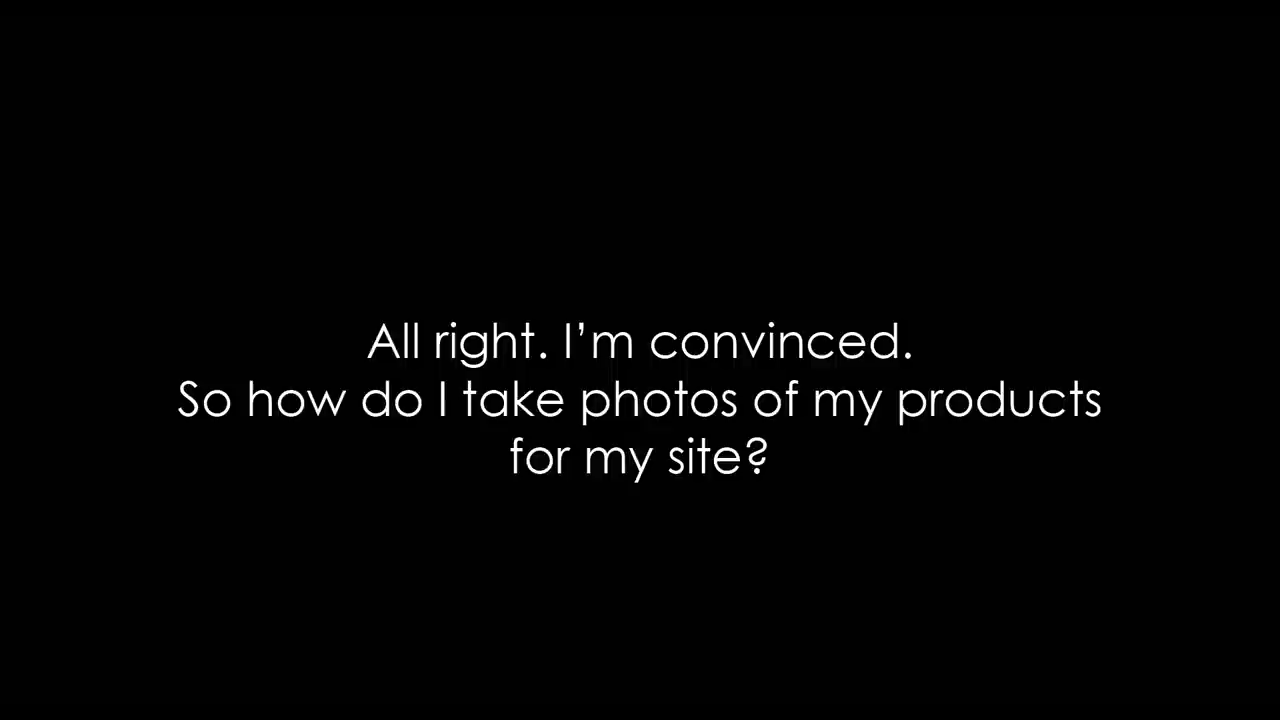 All right. I’m convinced.
So how do I take photos of my products
for my site?